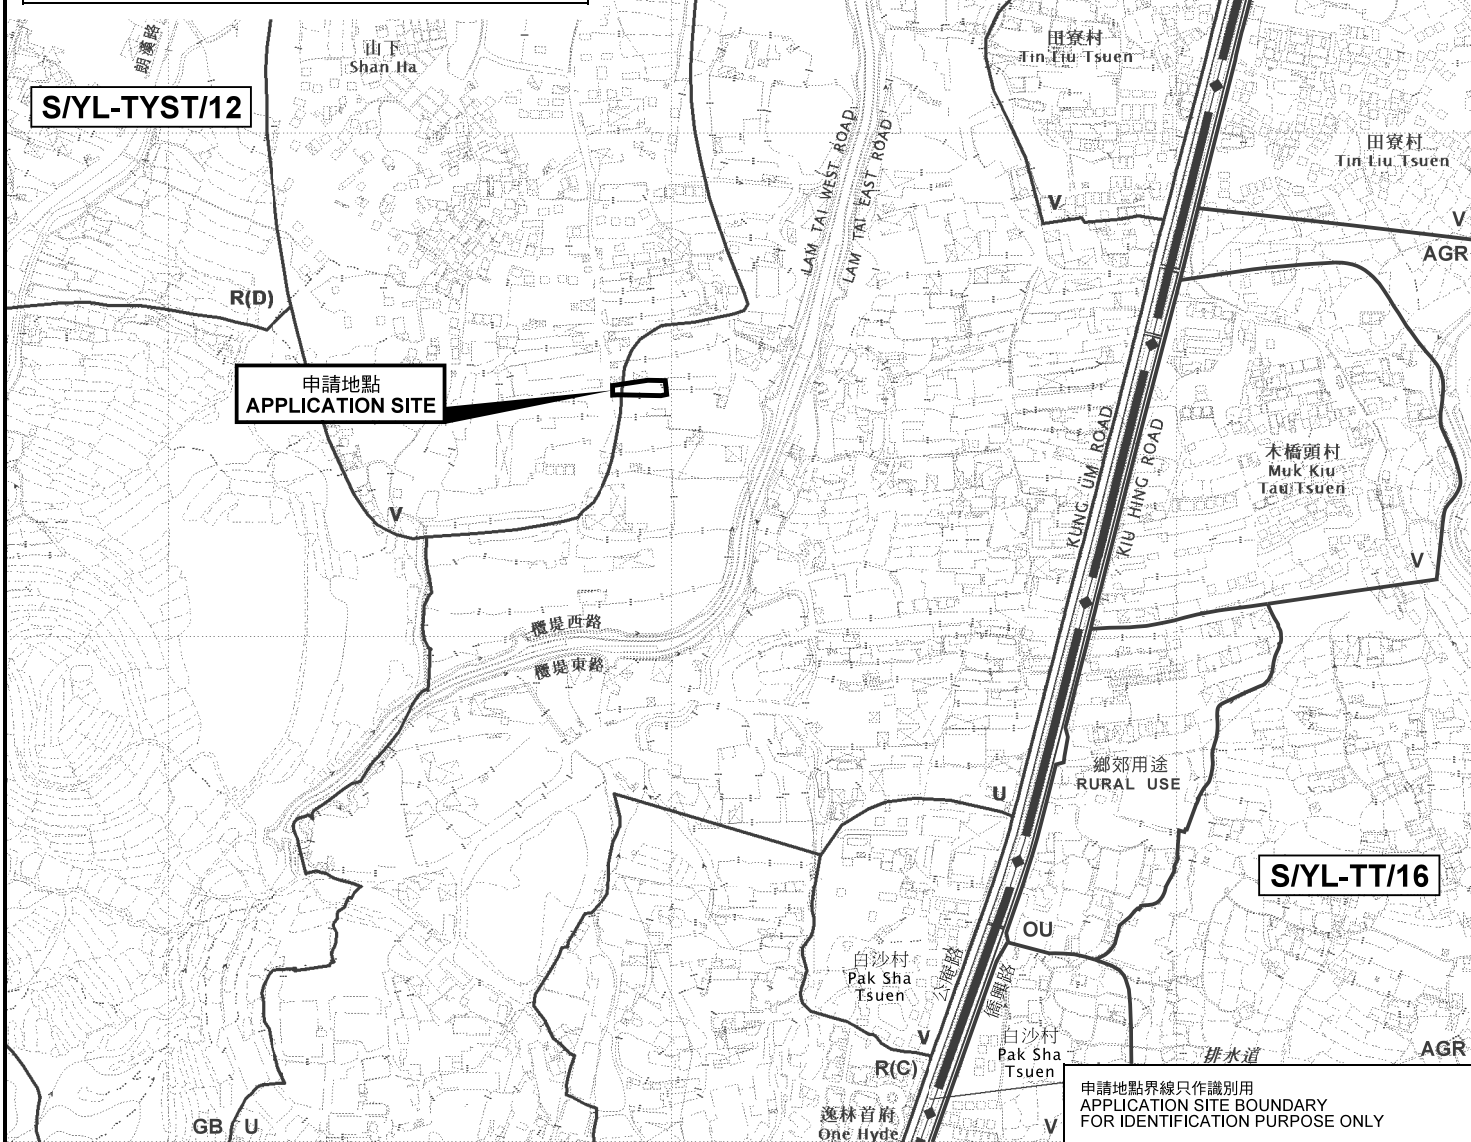 朗漢路
山下
Shan Ha
田寮村
Tin Liu Tsuen
S/YL-TYST/12
LAM TAI WEST ROAD
LAM TAI EAST ROAD
田寮村
Tin Liu Tsuen
V
V
AGR
R(D)
申請地點
APPLICATION SITE
KUNG UM ROAD
KIU HING ROAD
木橋頭村
Muk Kiu
Tau Tsuen
V
V
欖堤西路
欖堤東路
鄉郊用途
RURAL USE
U
S/YL-TT/16
OU
白沙村
Pak Sha
Tsuen
公庵路
僑興路
白沙村
Pak Sha
Tsuen
V
R(C)
排水道
AGR
逸林首府
One Hyde
V
GB
U
申請地點界線只作識別用
APPLICATION SITE BOUNDARY
FOR IDENTIFICATION PURPOSE ONLY